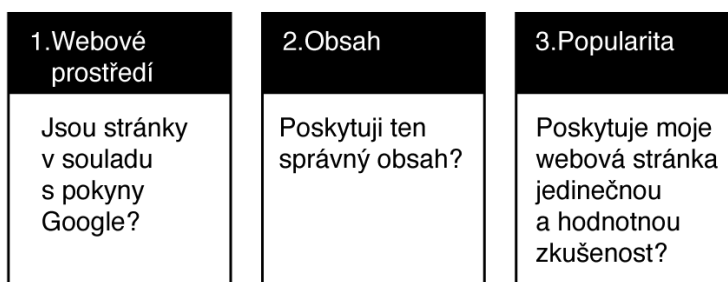 1.Webové
prostředí
Jsou stránky
v souladu
s pokyny
Google?
2.Obsah
Poskytuji ten
správný obsah?
3.Popularita
Poskytuje moje
webová stránka
jedinečnou
a hodnotnou
zkušenost?